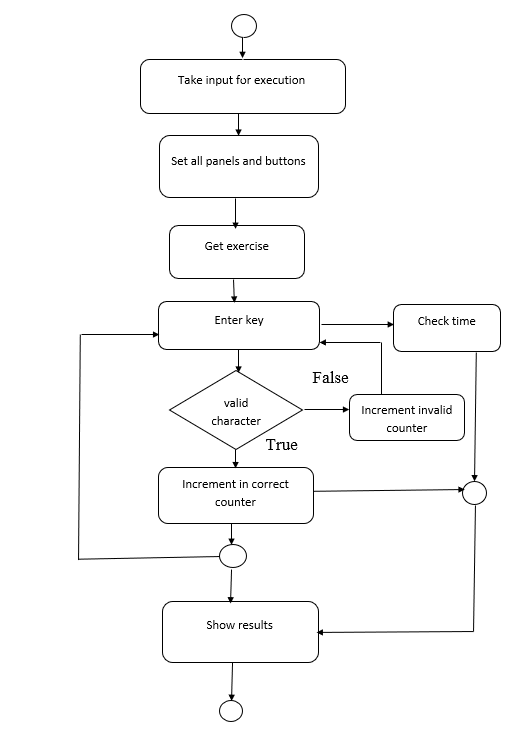 Take input for execution
Set all panels and buttons
Get exercise
Enter key
Check time
False
valid
character
Increment invalid
counter
True
Increment in correct
counter
Show results